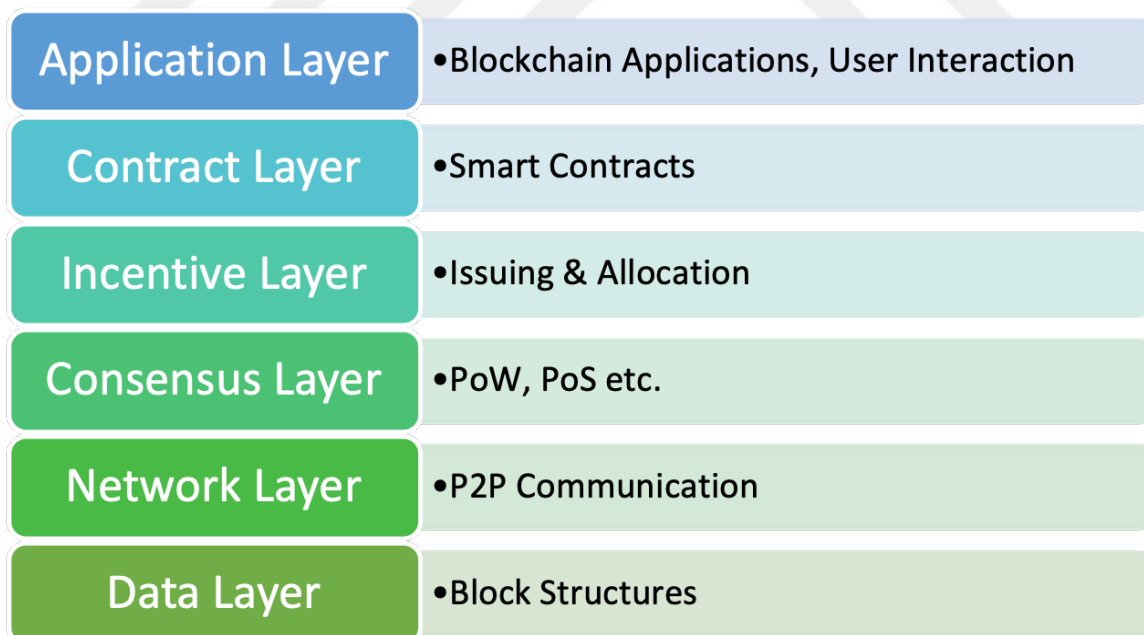 Application Layer
•Blockchain Applications, User Interaction
Contract Layer
•Smart Contracts
Incentive Layer
•Issuing & Allocation
Consensus Layer
•PoW, PoS etc.
Network Layer
•P2P Communication
Data Layer
•Block Structures